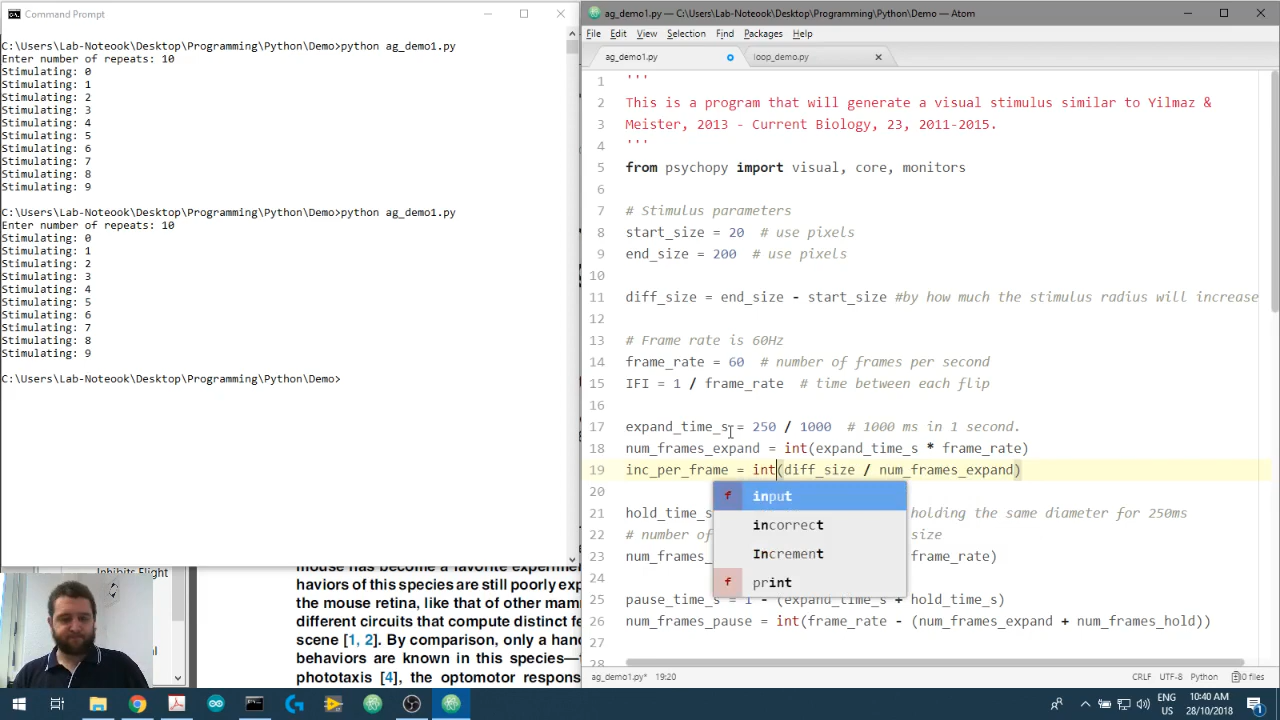 Command Prompt
C:\Users\Lab-Noteook\Desktop\Programming\Python\Demo>python ag_demo1.py
Enter number of repeats: 10
Stimulating: 0
Stimulating: 1
Stimulating: 2
Stimulating: 3
Stimulating: 4
Stimulating: 5
Stimulating: 6
Stimulating: 7
Stimulating: 8
Stimulating: 9
C:\Users\Lab-Noteook\Desktop\Programming\Python\Demo>python ag_demo1.py
Enter number of repeats: 10
Stimulating: 0
Stimulating: 1
Stimulating: 2
Stimulating: 3
Stimulating: 4
Stimulating: 5
Stimulating: 6
Stimulating: 7
Stimulating: 8
Stimulating: 9
C:\Users\Lab-Noteook\Desktop\Programming\Python\Demo>
Inhibits Flight
mouse has become a favorite experimen
haviors of this species are still poorly exp
the mouse retina, like that of other mam
different circuits that compute distinct fe
scene [1, 2]. By comparison, only a hand
behaviors are known in this species—
phototaxis [4], the optomotor respons
ag_demo1.py — C:\Users\Lab-Noteook\Desktop\Programming\Python\Demo — Atom
File Edit View Selection Find Packages Help
ag_demo1.py loop_demo.py
1 '''
2 This is a program that will generate a visual stimulus similar to Yilmaz &
3 Meister, 2013 - Current Biology, 23, 2011-2015.
4 '''
5 from psychopy import visual, core, monitors
6
7 # Stimulus parameters
8 start_size = 20 # use pixels
9 end_size = 200 # use pixels
10
11 diff_size = end_size - start_size #by how much the stimulus radius will increase
12
13 # Frame rate is 60Hz
14 frame_rate = 60 # number of frames per second
15 IFI = 1 / frame_rate # time between each flip
16
17 expand_time_s = 250 / 1000 # 1000 ms in 1 second.
18 num_frames_expand = int(expand_time_s * frame_rate)
19 inc_per_frame = int(diff_size / num_frames_expand)
20
f input
incorrect
Increment
f print
21 hold_time_s holding the same diameter for 250ms
22 # number of size
23 num_frames_ frame_rate)
24
25 pause_time_s = 1 - (expand_time_s + hold_time_s)
26 num_frames_pause = int(frame_rate - (num_frames_expand + num_frames_hold))
27
28
ag_demo1.py* 19:20 CRLF UTF-8 Python 0 files
ENG
US
10:40 AM
28/10/2018